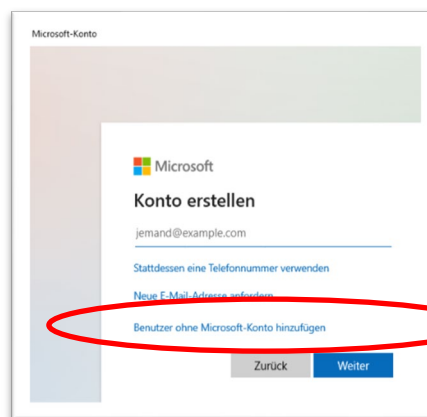 Microsoft-Konto
Microsoft
Konto erstellen
jemand@example.com
Stattdessen eine Telefonnummer verwenden
Neue E-Mail-Adresse anfordern
Benutzer ohne Microsoft-Konto hinzufügen
Zurück
Weiter